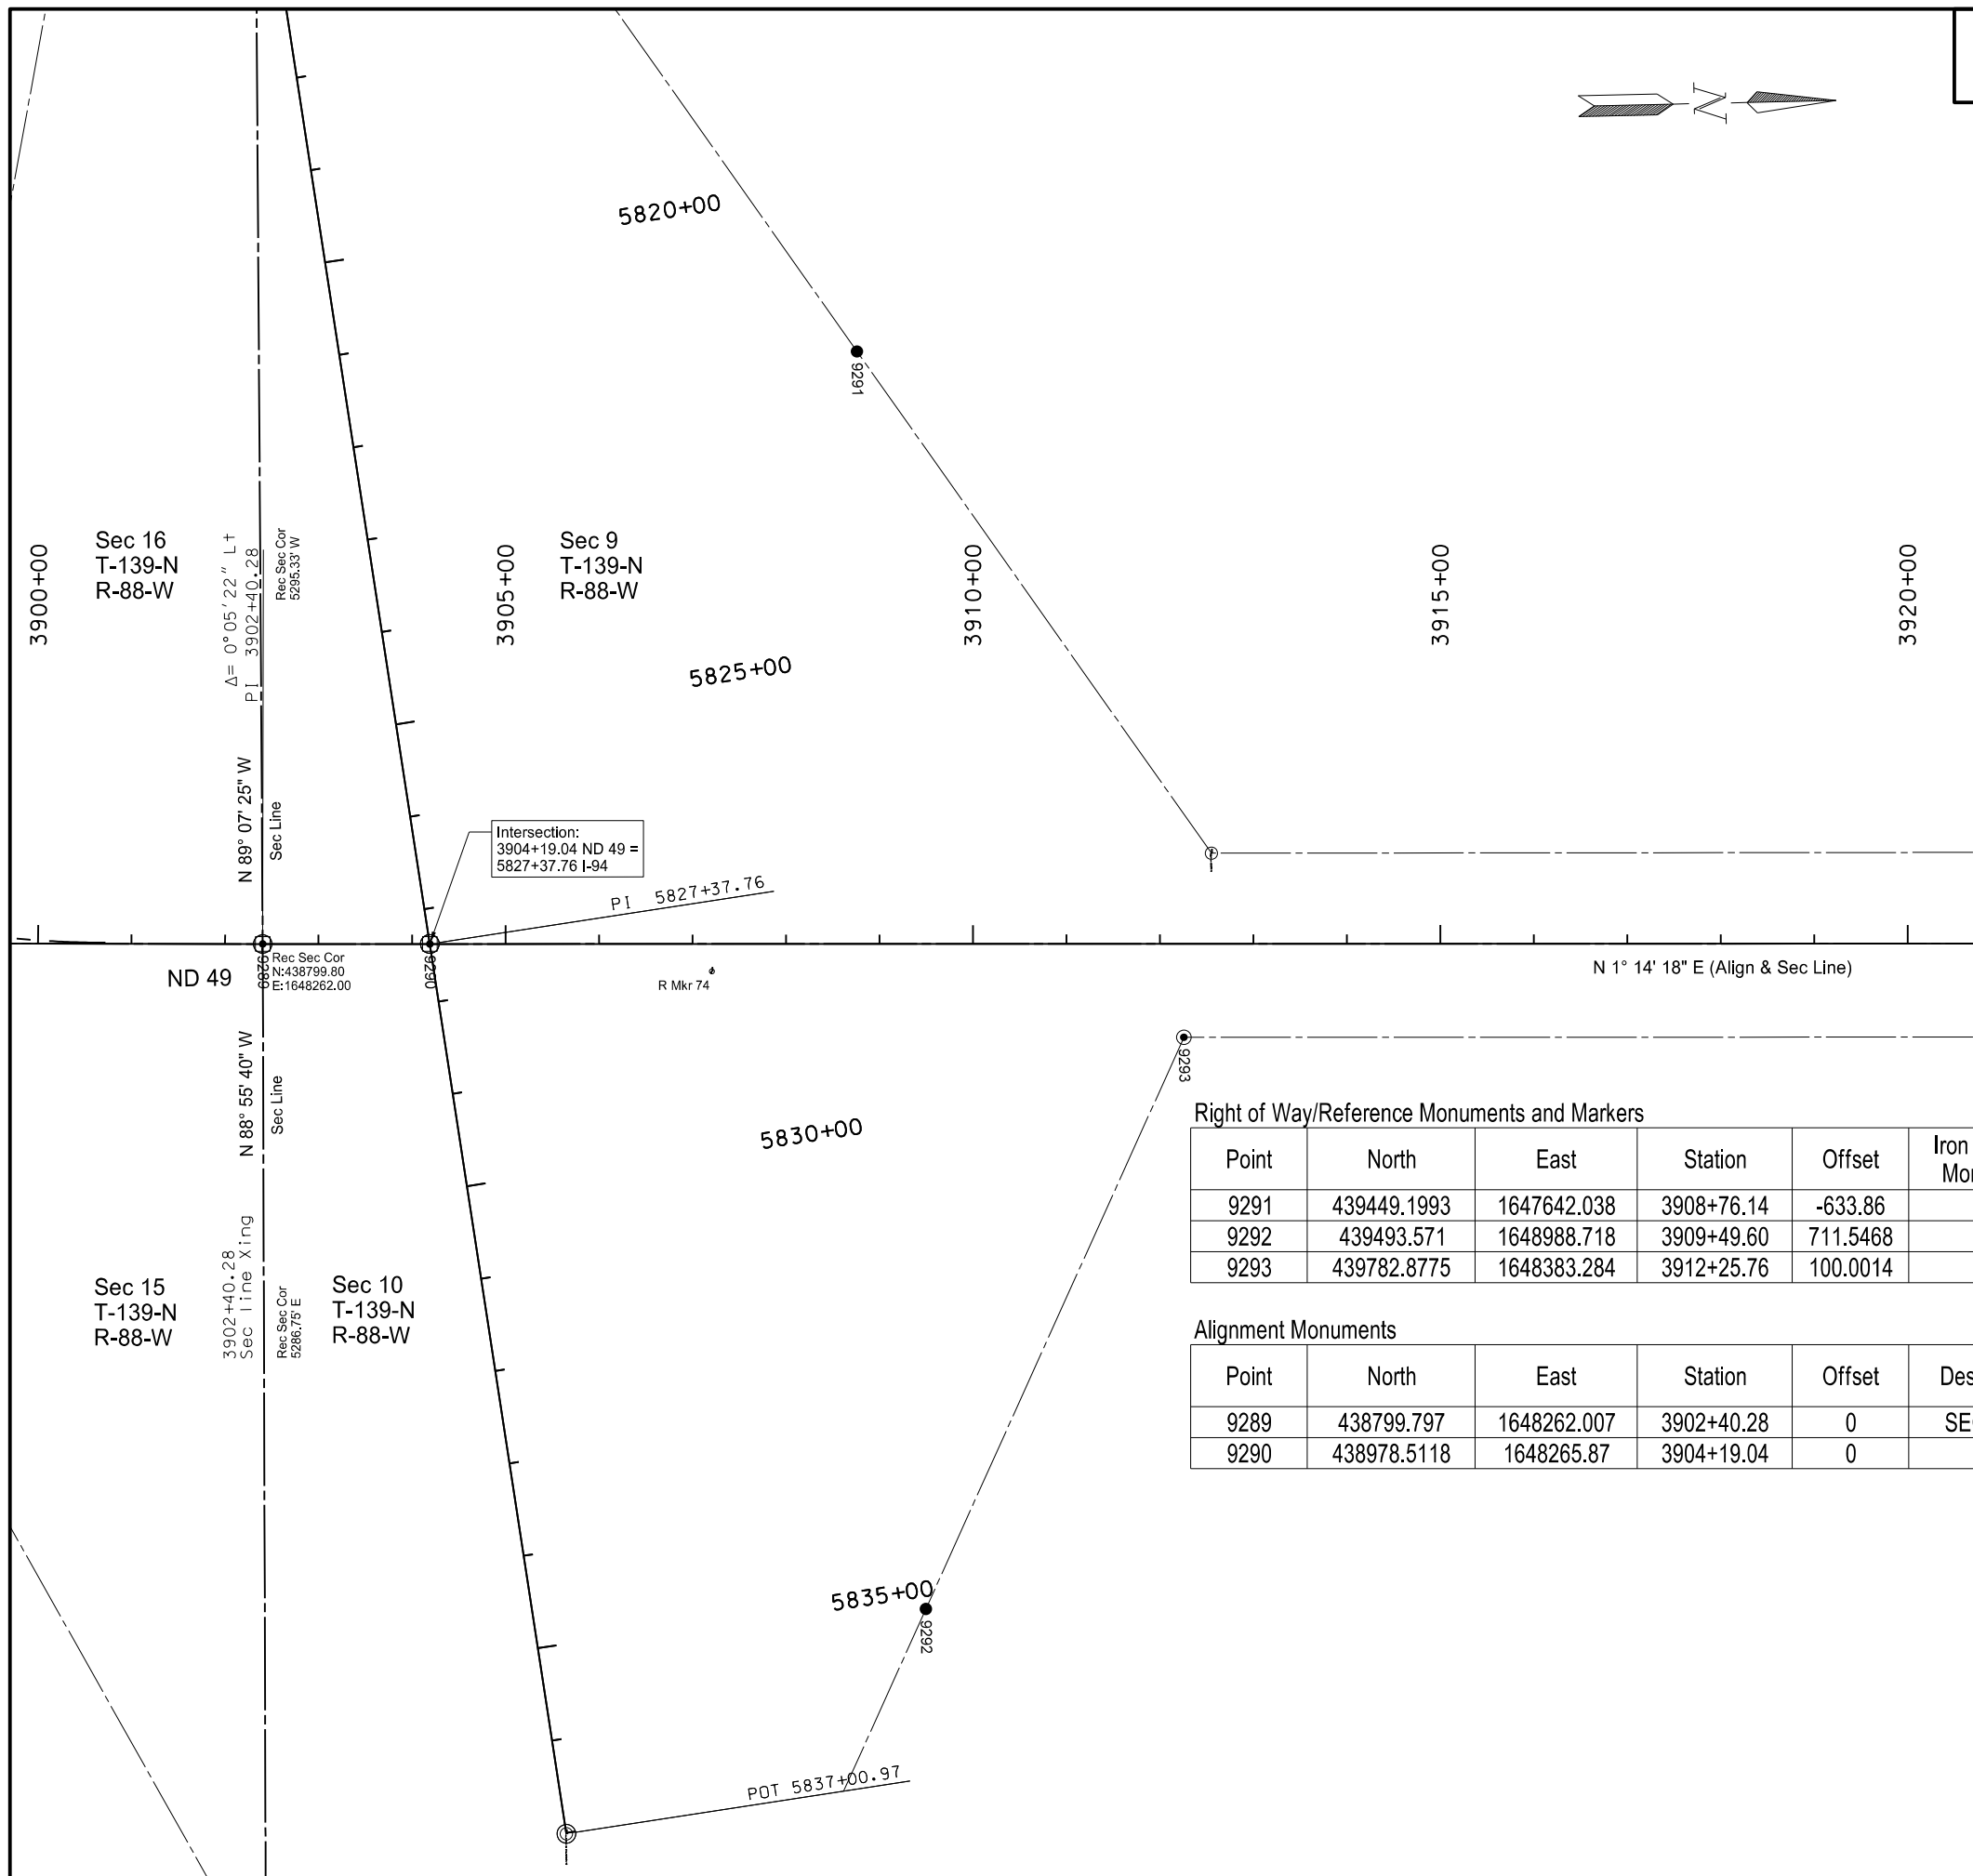 N
5820+00
9291
3900+00
Sec 16
T-139-N
R-88-W
Δ= 0°05'22" Lt
PI 3902+40.28
Rec Sec Cor
5295.33' W
3905+00
Sec 9
T-139-N
R-88-W
3910+00
3915+00
3920+00
5825+00
N 89° 07' 25" W
Sec Line
Intersection:
3904+19.04 ND 49 =
5827+37.76 I-94
PI 5827+37.76
ND 49
9289
Rec Sec Cor
N:438799.80
E:1648262.00
9290
R Mkr 74
N 1° 14' 18" E (Align & Sec Line)
N 88° 55' 40" W
Sec Line
9293
5830+00
Right of Way/Reference Monuments and Markers
Point North East Station Offset Iron
Mor
9291 439449.1993 1647642.038 3908+76.14 -633.86
9292 439493.571 1648988.718 3909+49.60 711.5468
9293 439782.8775 1648383.284 3912+25.76 100.0014
3902+40.28
Sec line Xing
Sec 15
T-139-N
R-88-W
Rec Sec Cor
5286.75' E
Sec 10
T-139-N
R-88-W
Alignment Monuments
Point North East Station Offset Des
9289 438799.797 1648262.007 3902+40.28 0 SE
9290 438978.5118 1648265.87 3904+19.04 0
5835+00
9292
POT 5837+00.97